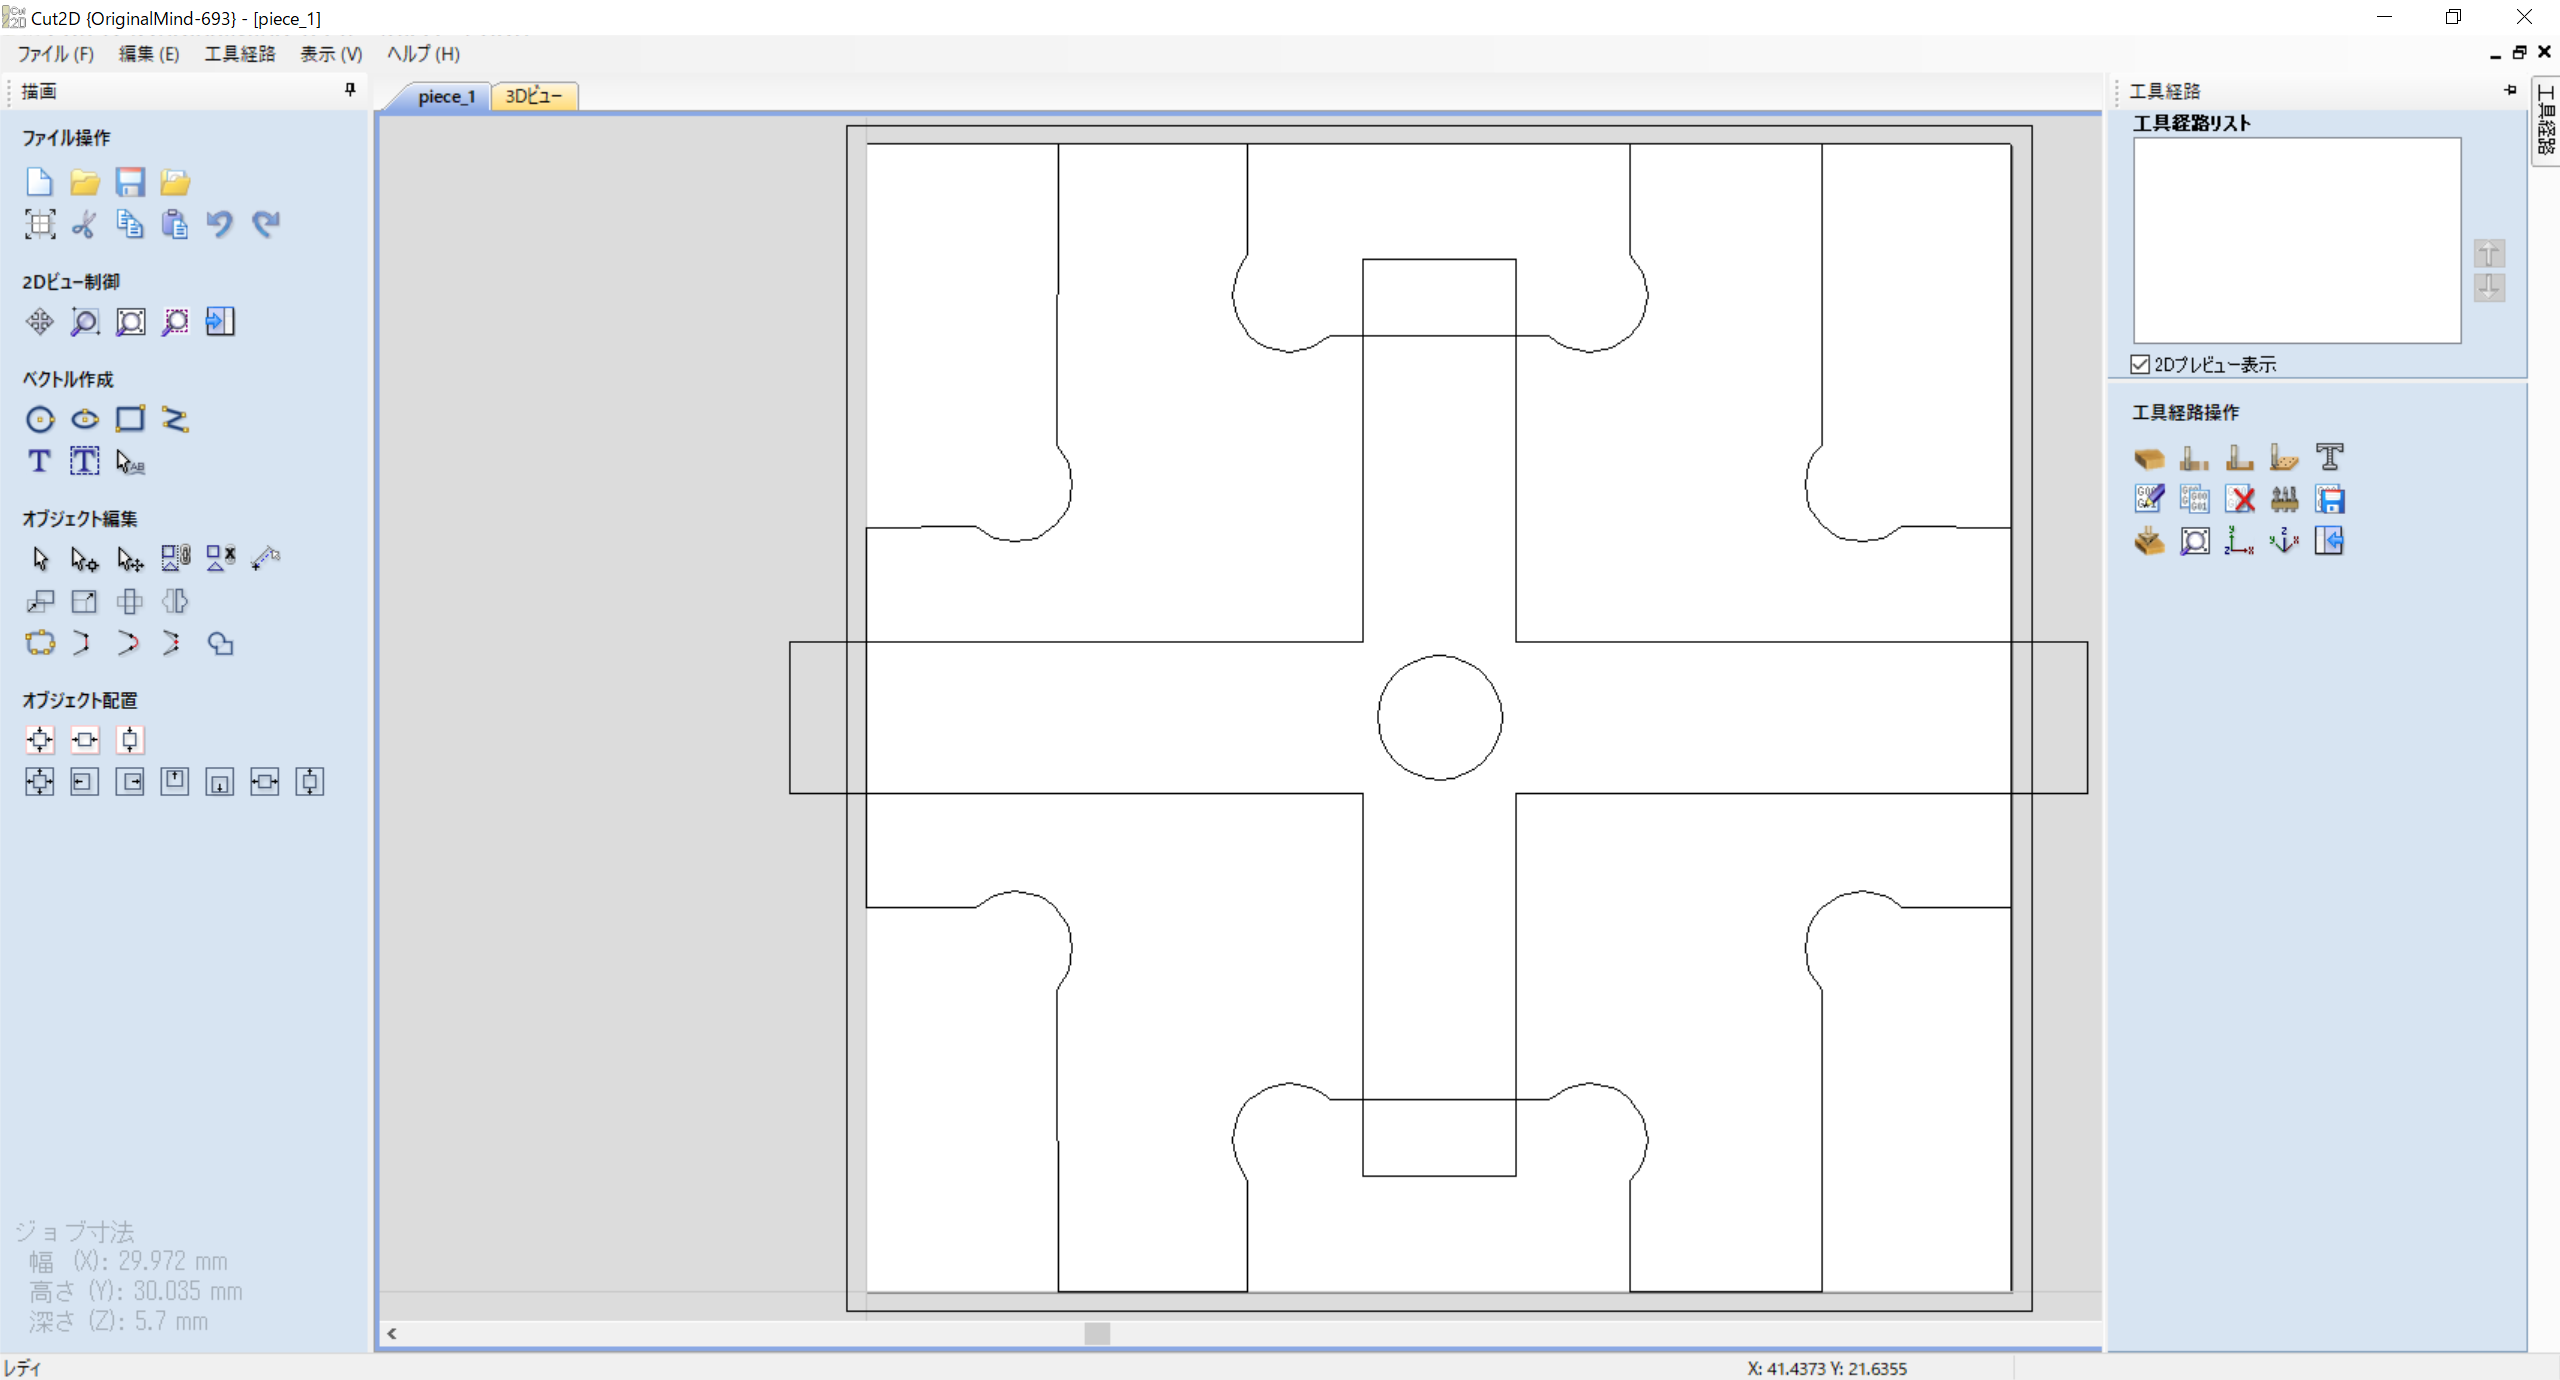 Cut2D {OriginalMind-693} - [piece_1]
ファイル (F) 編集 (E) 工具経路 表示 (V) ヘルプ (H)
描画
ファイル操作
2Dビュー制御
ベクトル作成
オブジェクト編集
オブジェクト配置
ジョブ寸法
幅 (X): 29.972 mm
高さ (Y): 30.035 mm
深さ (Z): 5.7 mm
piece_1 3Dビュー
工具経路
工具経路リスト
2Dプレビュー表示
工具経路操作
工具経路
レディ
X: 41.4373 Y: 21.6355